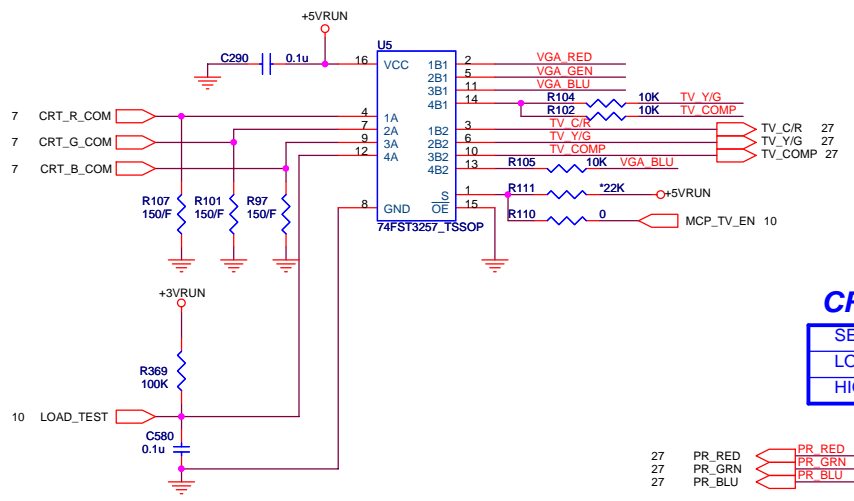 +5VRUN
U5
C290 0.1u
16 VCC
1B1 2 VGA_RED
2B1 5 VGA_GEN
3B1 11 VGA_BLU
4B1 14
R104 10K TV_Y/G
R102 10K TV_COMP
7 CRT_R_COM
4 1A
1B2 3 TV_C/R
TV_C/R 27
7 CRT_G_COM
7 2A
2B2 6 TV_Y/G
TV_Y/G 27
9 3A
3B2 10 TV_COMP
TV_COMP 27
7 CRT_B_COM
12 4A
4B2 13
R105 10K VGA_BLU
R107 150/F
R101 150/F
R97 150/F
S 1
R111 *22K +5VRUN
8 GND
OE 15
R110 0
MCP_TV_EN 10
74FST3257_TSSOP
+3VRUN
R369 100K
10 LOAD_TEST
C580 0.1u
27 PR_RED PR_RED
27 PR_GRN PR_GRN
27 PR_BLU PR_BLU